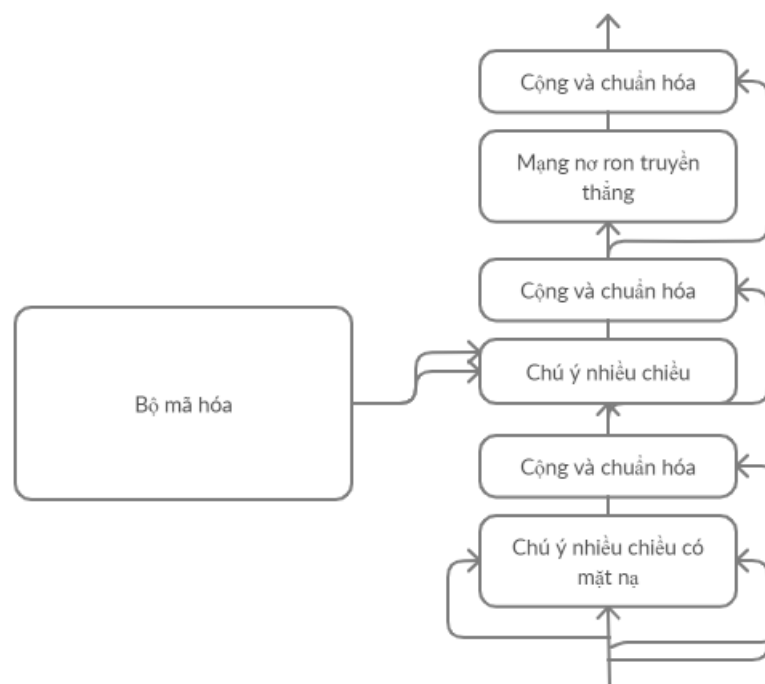 Cộng và chuẩn hóa
Mạng nơ ron truyền
thẳng
Cộng và chuẩn hóa
Chú ý nhiều chiều
Bộ mã hóa
Cộng và chuẩn hóa
Chú ý nhiều chiều có
mặt nạ